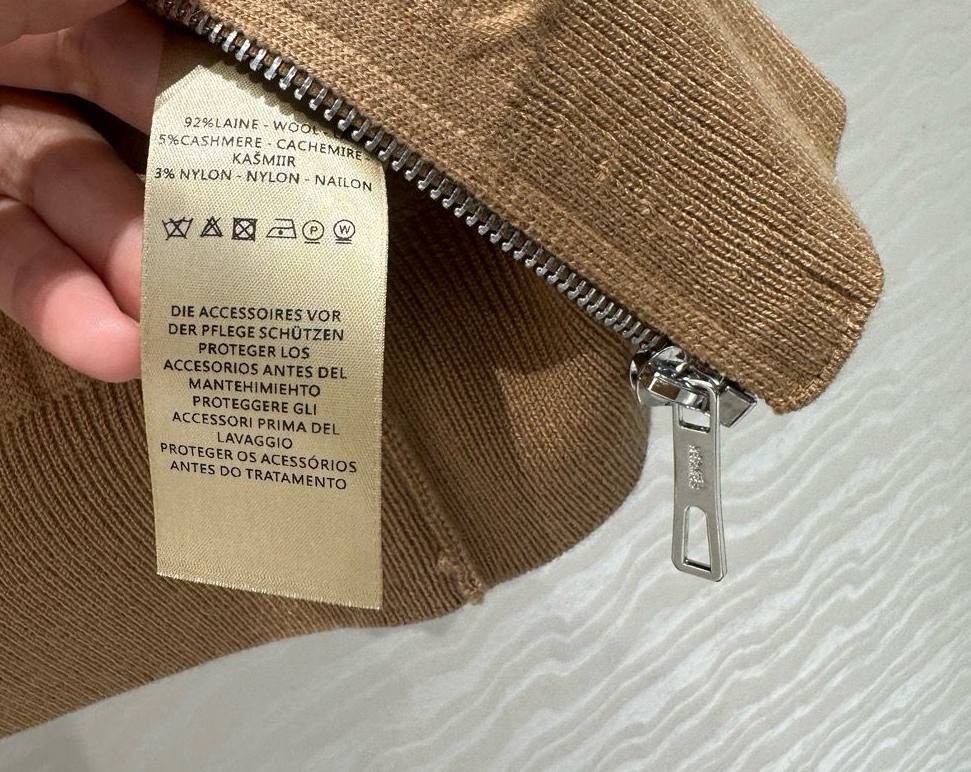 92%LAINE - WOOL
5%CASHMERE - CACHEMIRE
KAŠMIIR
3% NYLON - NYLON - NAILON
P W
DIE ACCESSOIRES VOR
DER PFLEGE SCHÜTZEN
PROTEGER LOS
ACCESORIOS ANTES DEL
MANTEHIMIEHTO
PROTEGGERE GLI
ACCESSORI PRIMA DEL
LAVAGGIO
PROTEGER OS ACESSÓRIOS
ANTES DO TRATAMENTO